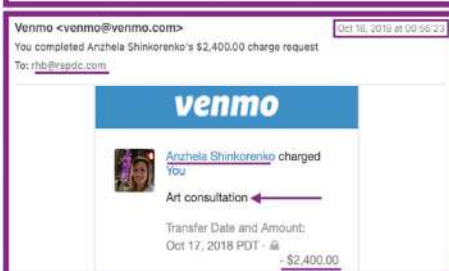 Venmo <venmo@venmo.com>
Oct 18, 2018 at 00:56:23
You completed Anzhela Shinkorenko's $2,400.00 charge request
To: rhb@rspdc.com
venmo
Anzhela Shinkorenko charged
You
Art consultation
Transfer Date and Amount:
Oct 17, 2018 PDT ·
- $2,400.00